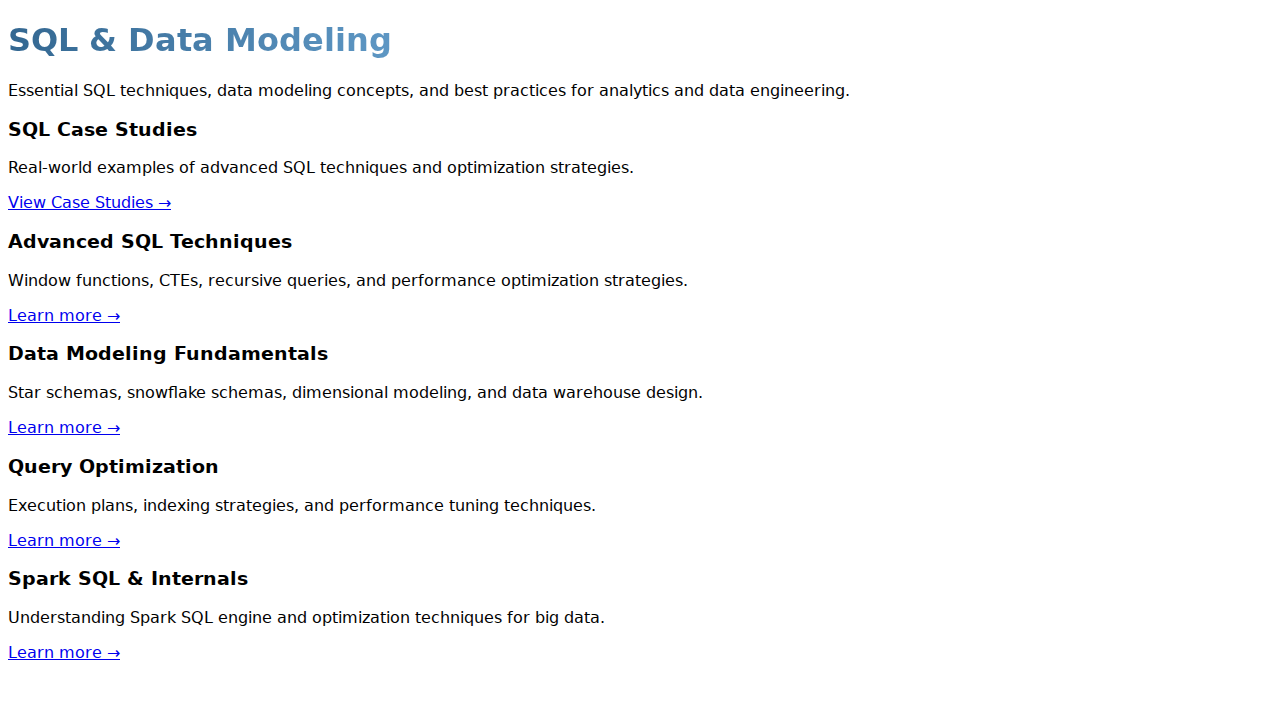 SQL & Data Modeling
Essential SQL techniques, data modeling concepts, and best practices for analytics and data engineering.
SQL Case Studies
Real-world examples of advanced SQL techniques and optimization strategies.
View Case Studies →
Advanced SQL Techniques
Window functions, CTEs, recursive queries, and performance optimization strategies.
Learn more →
Data Modeling Fundamentals
Star schemas, snowflake schemas, dimensional modeling, and data warehouse design.
Learn more →
Query Optimization
Execution plans, indexing strategies, and performance tuning techniques.
Learn more →
Spark SQL & Internals
Understanding Spark SQL engine and optimization techniques for big data.
Learn more →